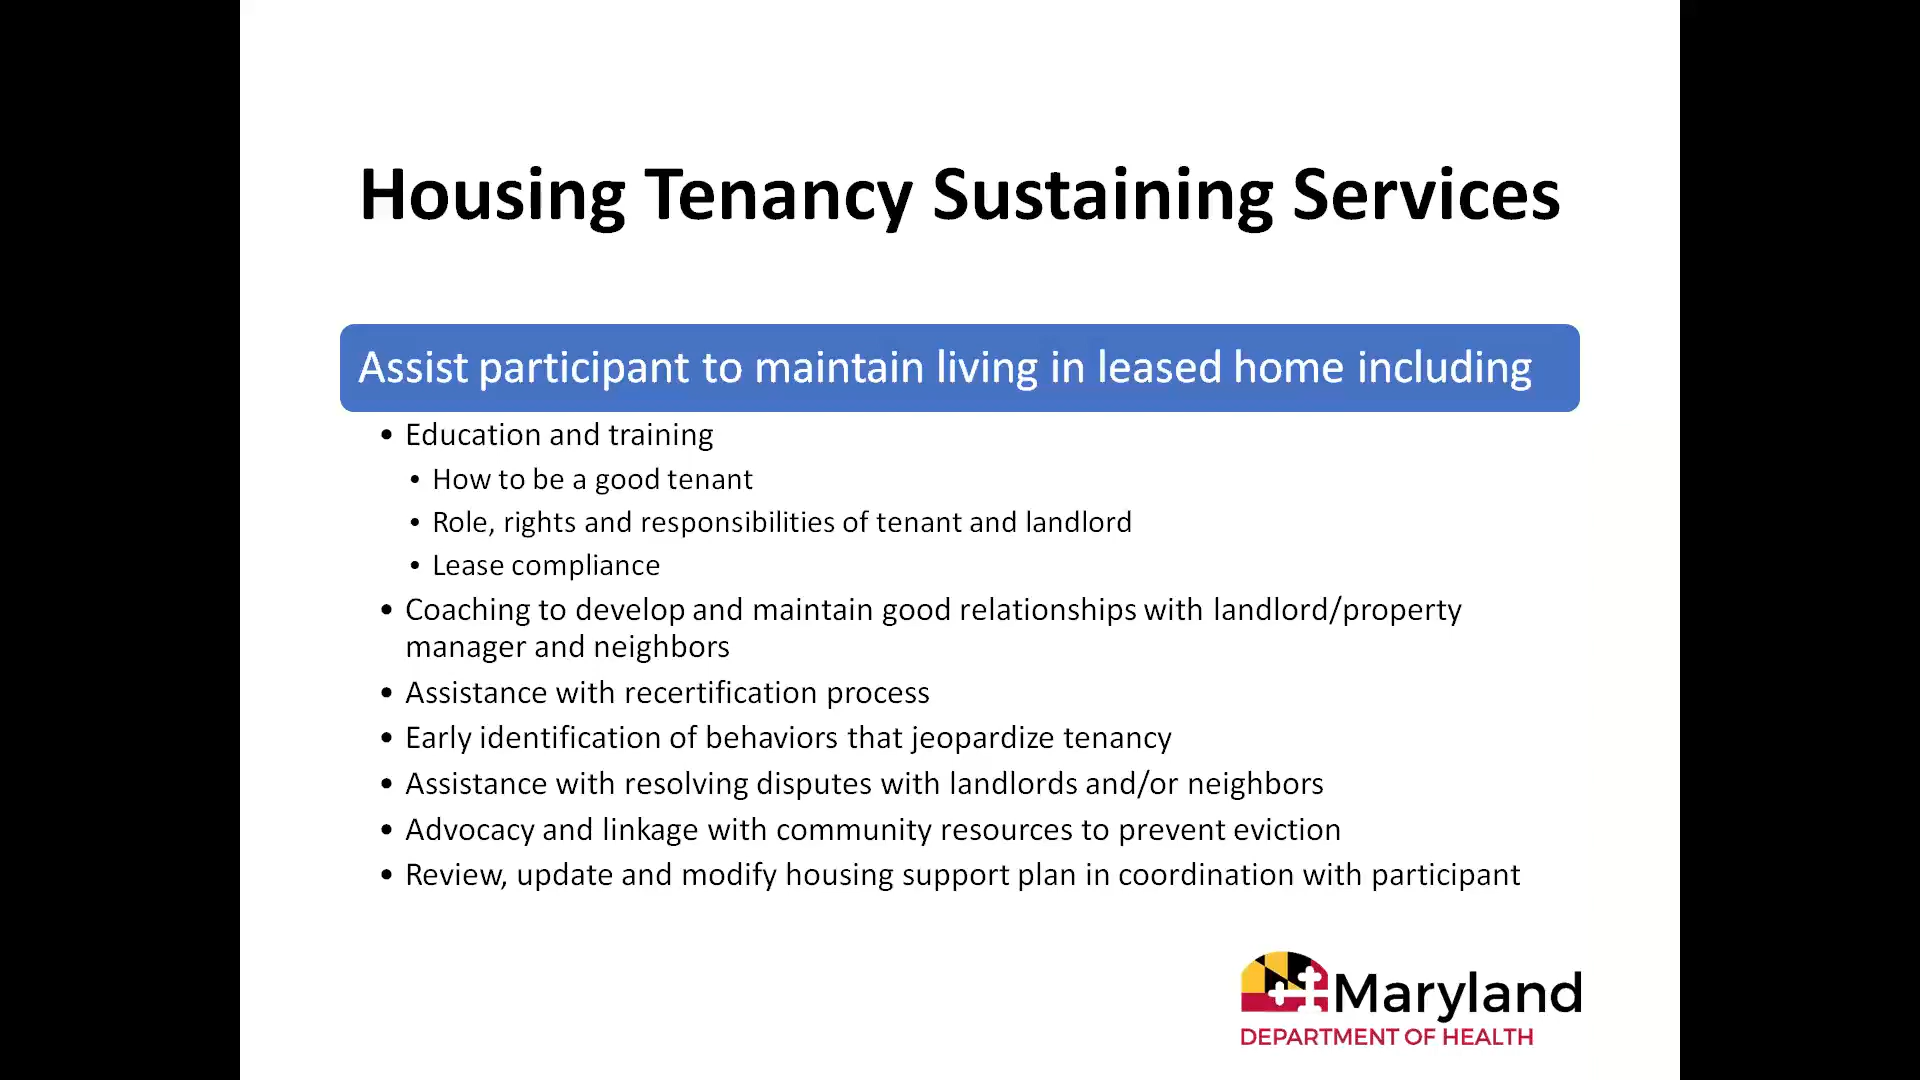 Housing Tenancy Sustaining Services
Assist participant to maintain living in leased home including
• Education and training
• How to be a good tenant
• Role, rights and responsibilities of tenant and landlord
• Lease compliance
• Coaching to develop and maintain good relationships with landlord/property
manager and neighbors
• Assistance with recertification process
• Early identification of behaviors that jeopardize tenancy
• Assistance with resolving disputes with landlords and/or neighbors
• Advocacy and linkage with community resources to prevent eviction
• Review, update and modify housing support plan in coordination with participant
Maryland
DEPARTMENT OF HEALTH